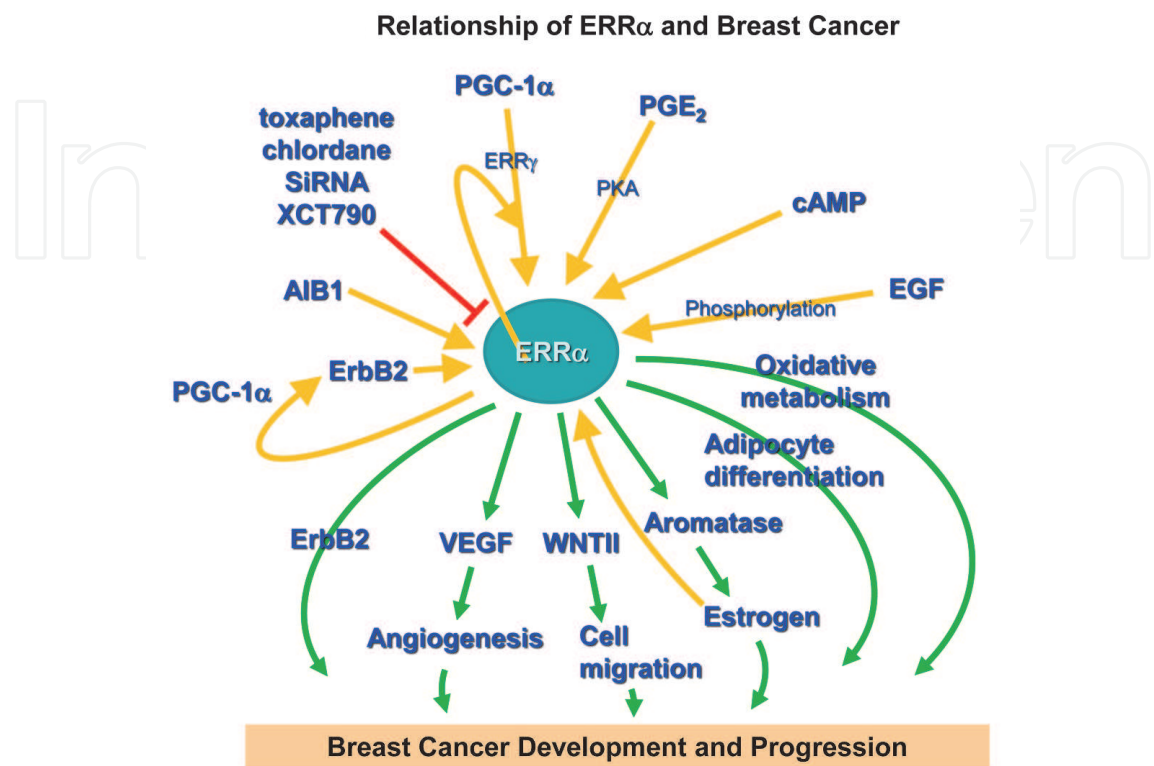 Relationship of ERRα and Breast Cancer
PGC-1α
PGE₂
toxaphene
chlordane
SiRNA
XCT790
ERRγ
PKA
cAMP
AIB1
EGF
Phosphorylation
ERRα
ErbB2
PGC-1α
Oxidative
metabolism
Adipocyte
differentiation
Aromatase
ErbB2
VEGF
WNTII
Estrogen
Angiogenesis
Cell
migration
Breast Cancer Development and Progression
In
en